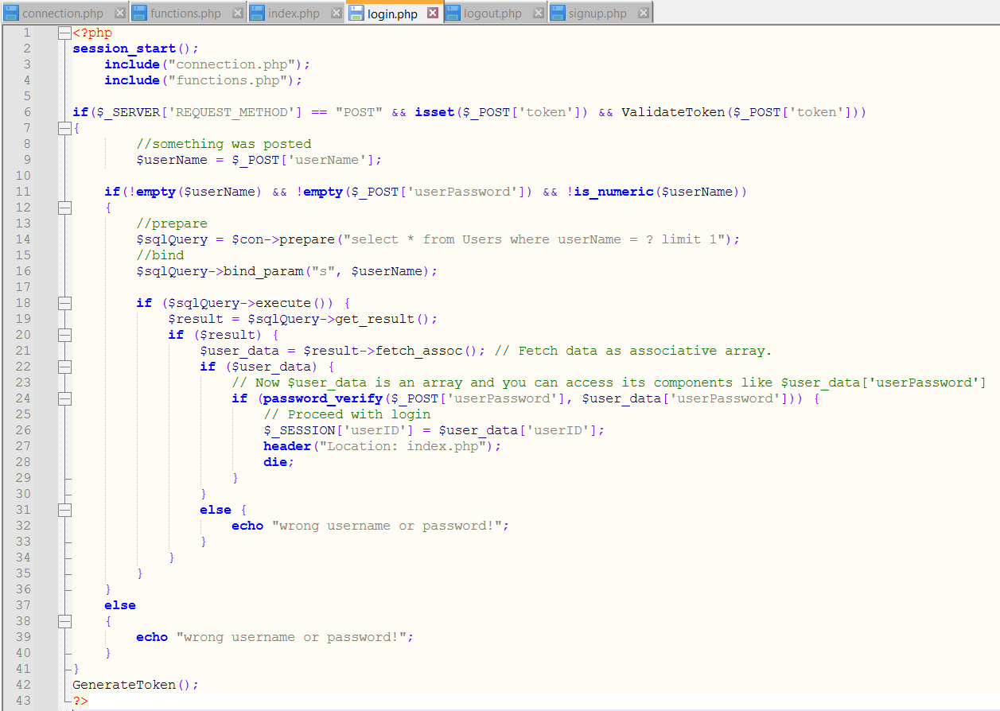 connection.php functions.php index.php login.php logout.php signup.php
1 <?php
2 session_start();
3 include("connection.php");
4 include("functions.php");
5
6 if($_SERVER['REQUEST_METHOD'] == "POST" && isset($_POST['token']) && ValidateToken($_POST['token']))
7 {
8 //something was posted
9 $userName = $_POST['userName'];
10
11 if(!empty($userName) && !empty($_POST['userPassword']) && !is_numeric($userName))
12 {
13 //prepare
14 $sqlQuery = $con->prepare("select * from Users where userName = ? limit 1");
15 //bind
16 $sqlQuery->bind_param("s", $userName);
17
18 if ($sqlQuery->execute()) {
19 $result = $sqlQuery->get_result();
20 if ($result) {
21 $user_data = $result->fetch_assoc(); // Fetch data as associative array.
22 if ($user_data) {
23 // Now $user_data is an array and you can access its components like $user_data['userPassword']
24 if (password_verify($_POST['userPassword'], $user_data['userPassword'])) {
25 // Proceed with login
26 $_SESSION['userID'] = $user_data['userID'];
27 header("Location: index.php");
28 die;
29 }
30 }
31 else {
32 echo "wrong username or password!";
33 }
34 }
35 }
36 }
37 else
38 {
39 echo "wrong username or password!";
40 }
41 }
42 GenerateToken();
43 ?>